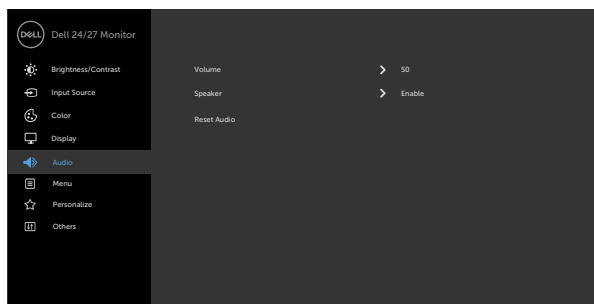 DELL Dell 24/27 Monitor
Brightness/Contrast
Input Source
Color
Display
Audio
Menu
Personalize
Others
Volume 50
Speaker Enable
Reset Audio